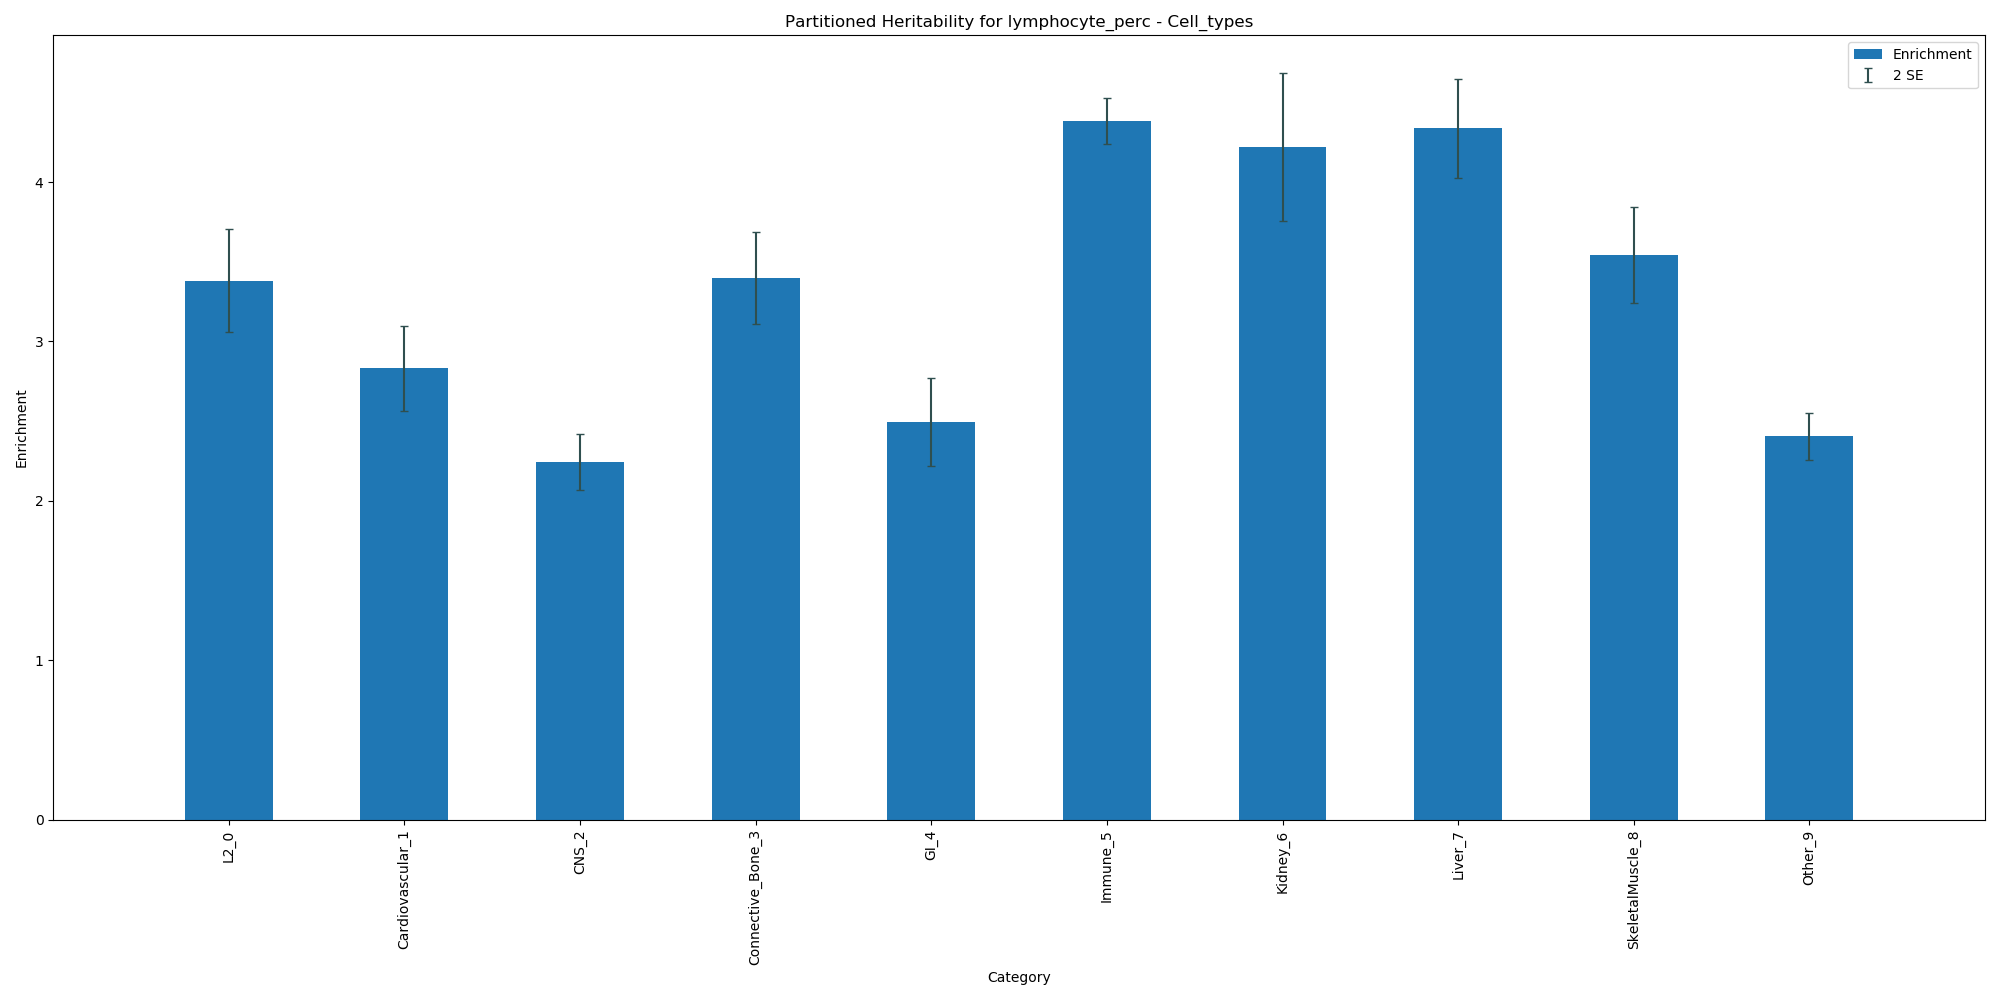 Partitioned Heritability for lymphocyte_perc - Cell_types
Enrichment
2 SE
Enrichment
4
3
2
1
0
L2_0
Cardiovascular_1
CNS_2
Connective_Bone_3
GI_4
Immune_5
Kidney_6
Liver_7
SkeletalMuscle_8
Other_9
Category